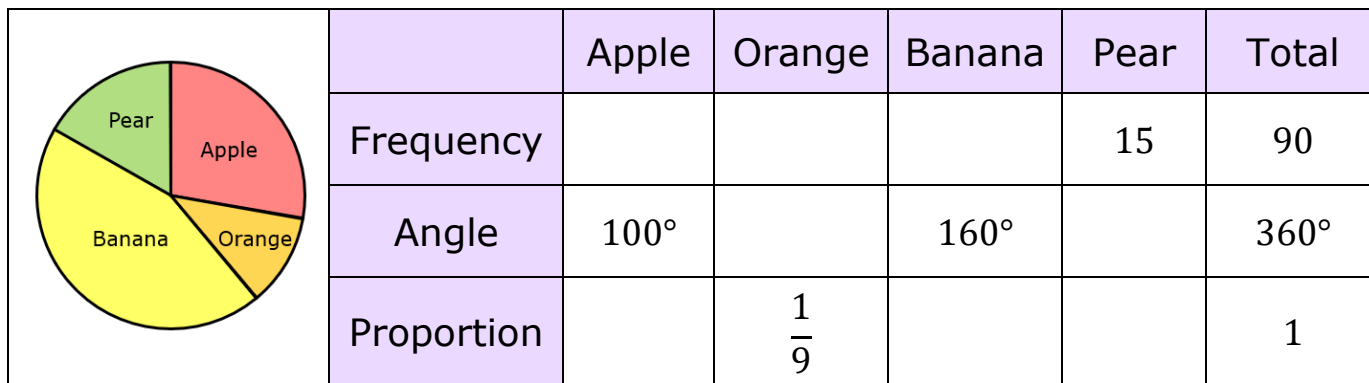 Pear
Apple
Banana
Orange
Apple Orange Banana Pear Total
Frequency 15 90
Angle 100° 160° 360°
Proportion 1/9 1